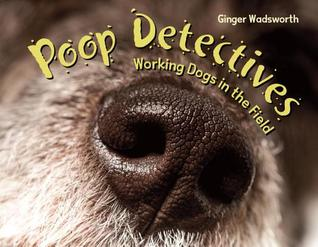 Ginger Wadsworth
Poop Detectives
Working Dogs in the Field